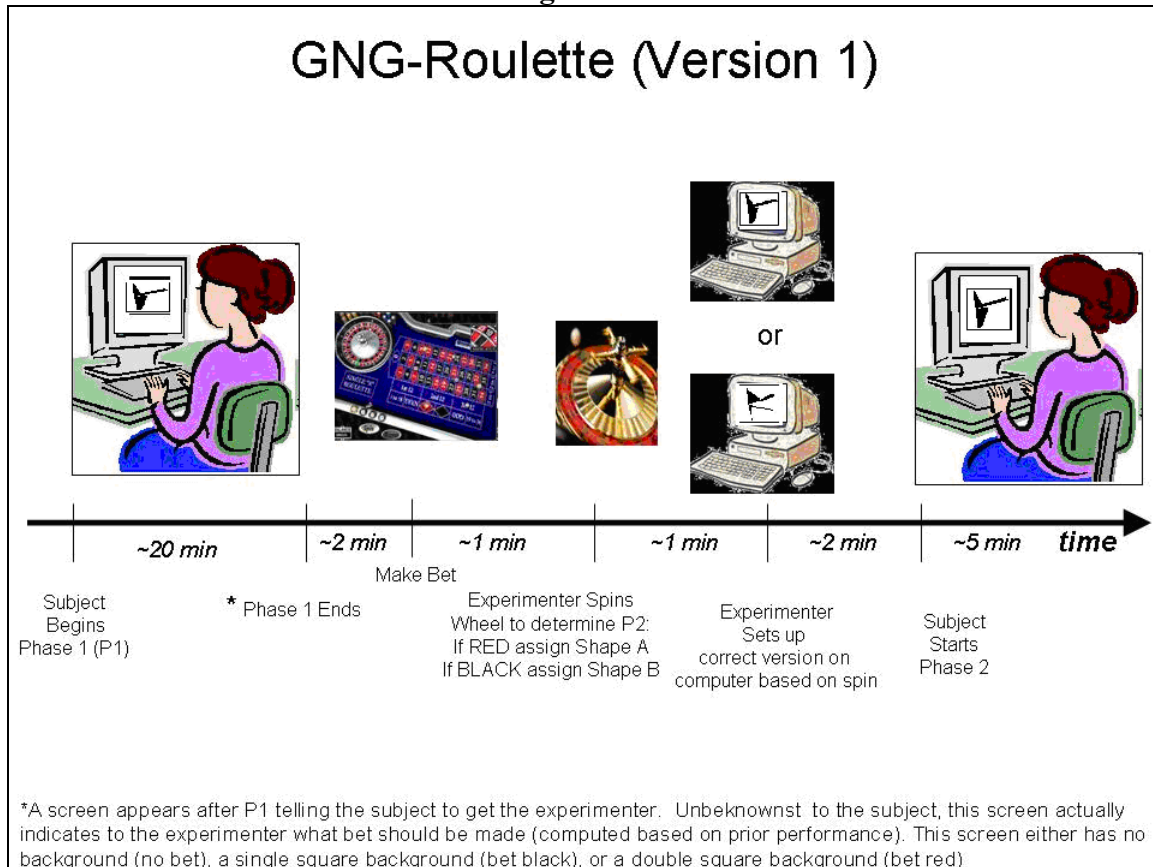 GNG-Roulette (Version 1)
or
~20 min
~2 min
~1 min
~1 min
~2 min
~5 min
time
Make Bet
Subject
Begins
Phase 1 (P1)
* Phase 1 Ends
Experimenter Spins
Wheel to determine P2:
If RED assign Shape A
If BLACK assign Shape B
Experimenter
Sets up
correct version on
computer based on spin
Subject
Starts
Phase 2
*A screen appears after P1 telling the subject to get the experimenter. Unbeknownst to the subject, this screen actually
indicates to the experimenter what bet should be made (computed based on prior performance). This screen either has no
background (no bet), a single square background (bet black), or a double square background (bet red)